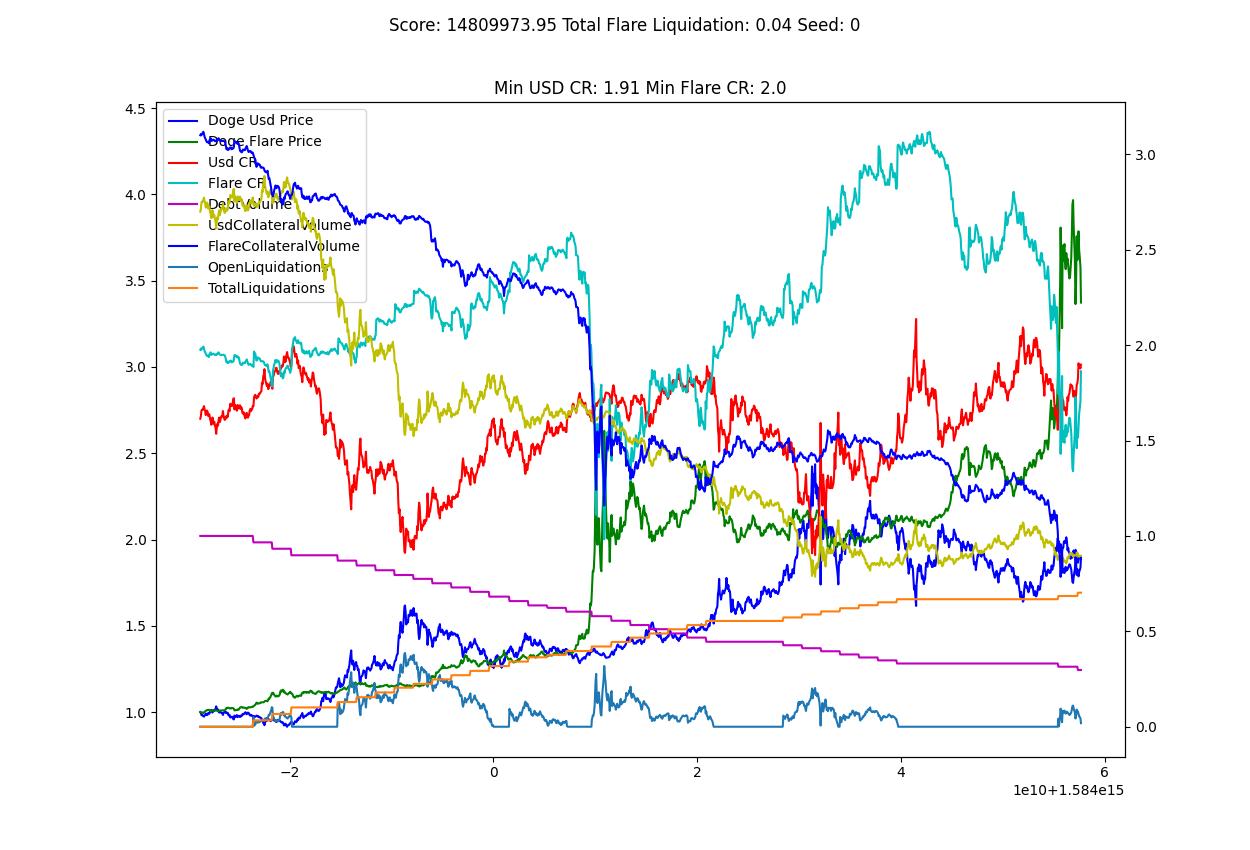 Score: 14809973.95 Total Flare Liquidation: 0.04 Seed: 0
Min USD CR: 1.91 Min Flare CR: 2.0
Doge Usd Price
Doge Flare Price
Usd CR
Flare CR
DebtVolume
UsdCollateralVolume
FlareCollateralVolume
OpenLiquidations
TotalLiquidations
4.5
4.0
3.5
3.0
2.5
2.0
1.5
1.0
3.0
2.5
2.0
1.5
1.0
0.5
0.0
−2
0
2
4
6
1e10+1.584e15